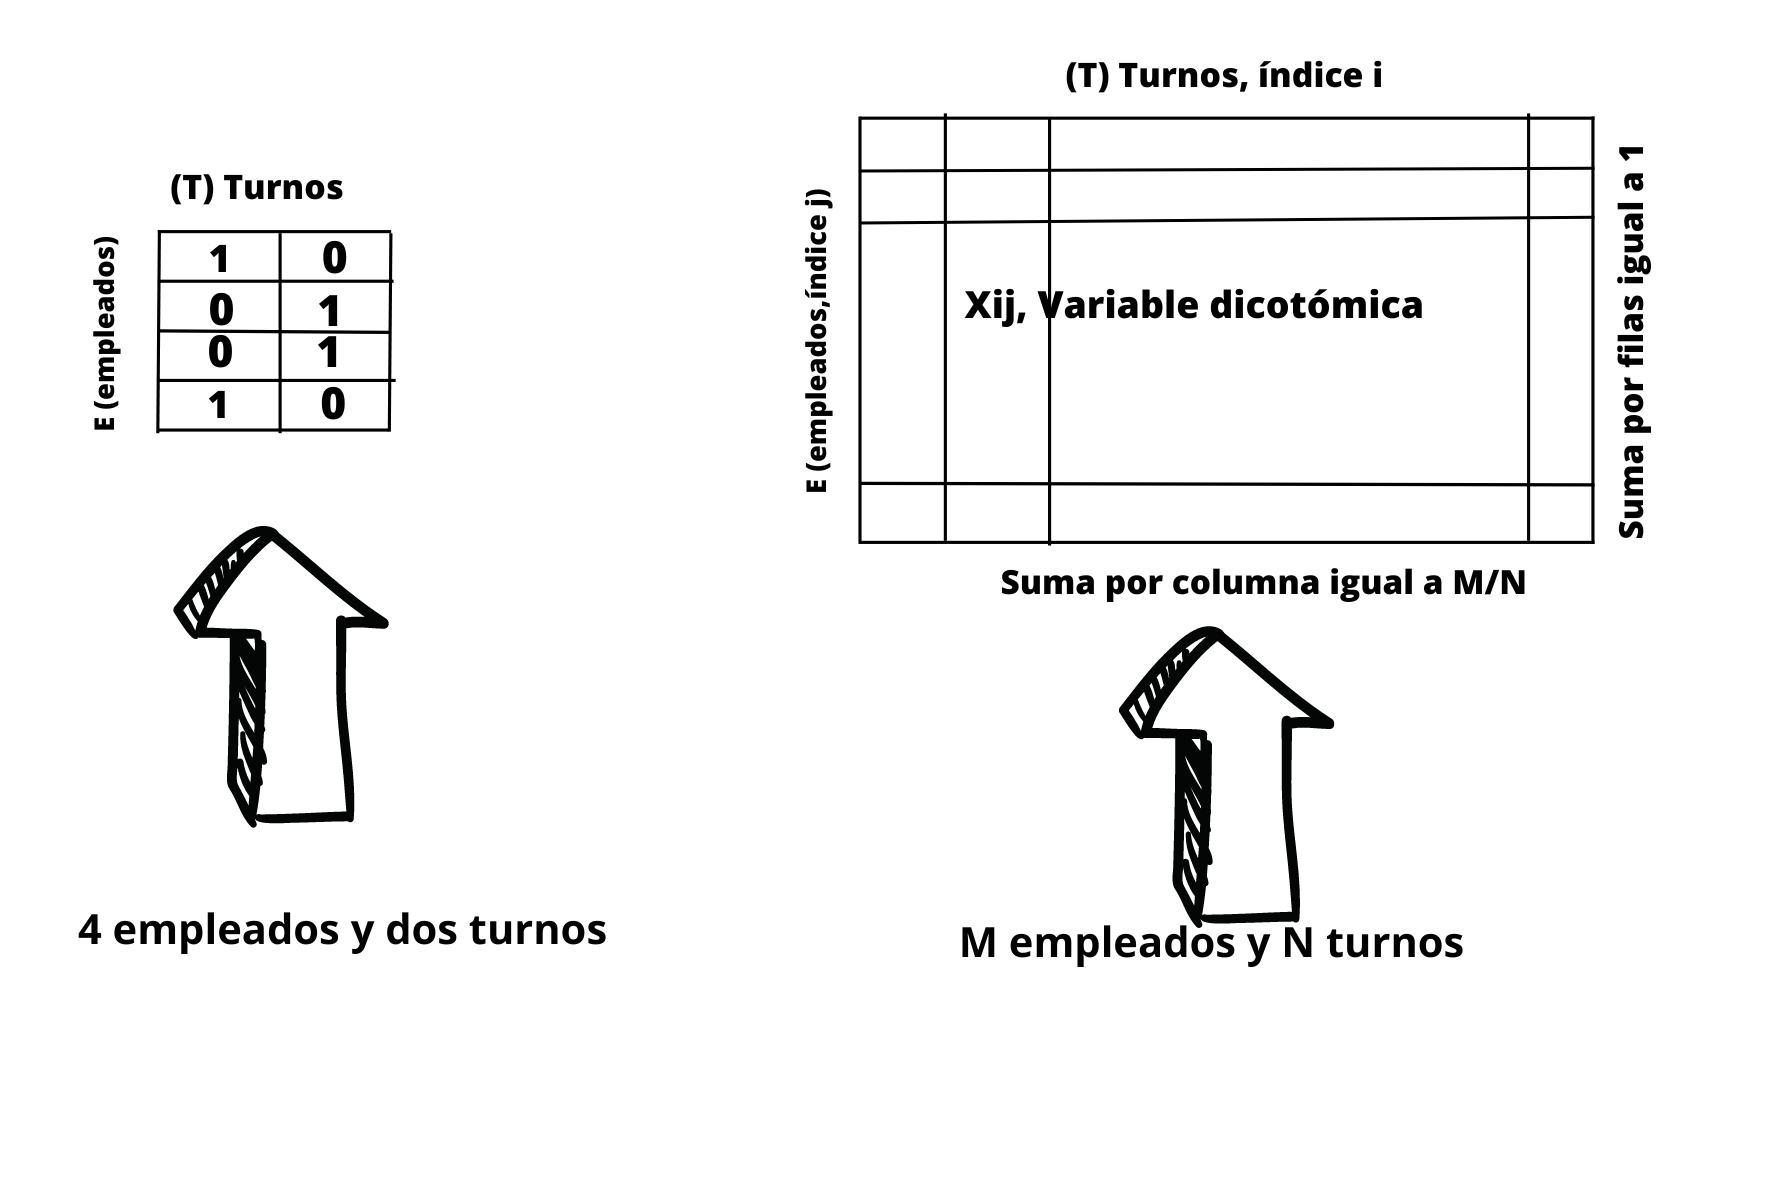 (T) Turnos
E (empleados)
1 0
0 1
0 1
1 0
4 empleados y dos turnos
(T) Turnos, índice i
E (empleados,índice j)
Xij, Variable dicotómica
Suma por filas igual a 1
Suma por columna igual a M/N
M empleados y N turnos